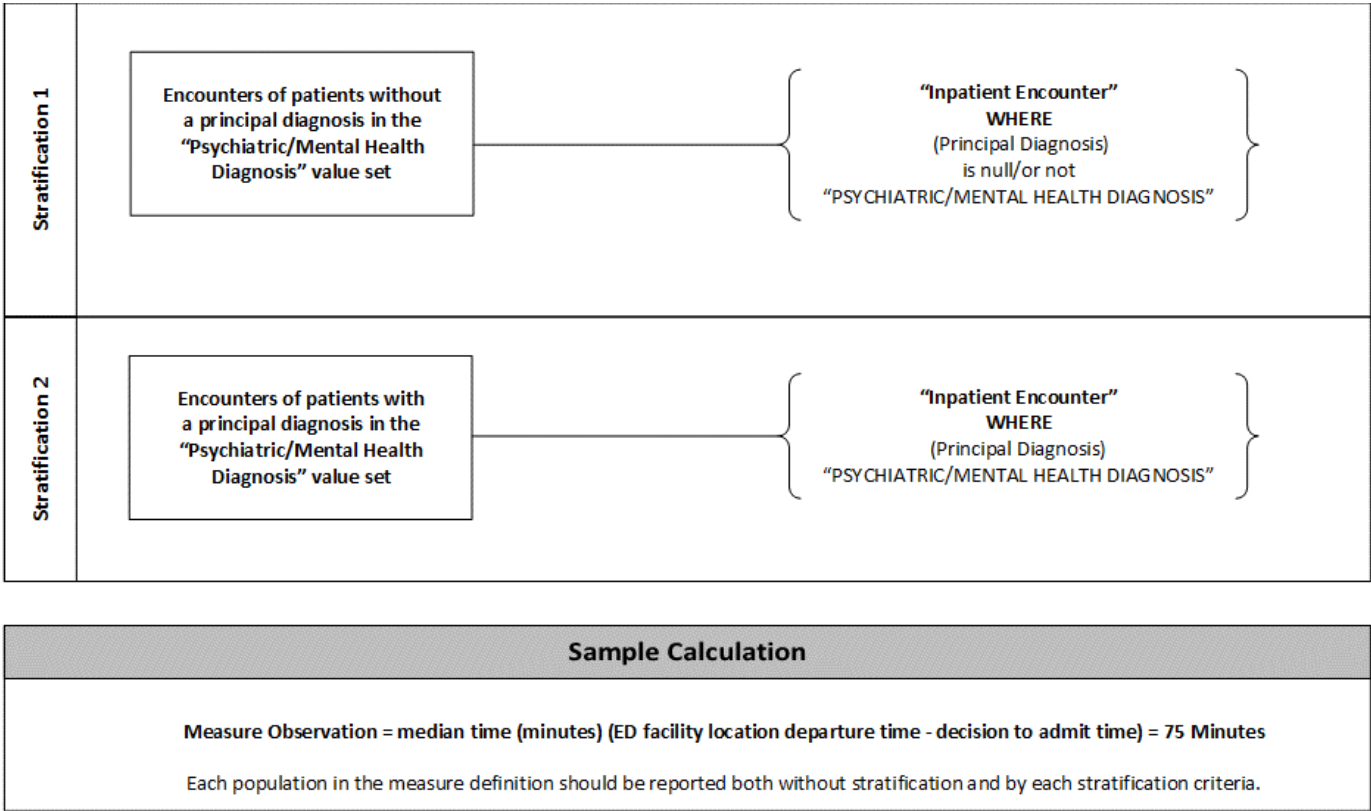 Stratification 1
Encounters of patients without
a principal diagnosis in the
“Psychiatric/Mental Health
Diagnosis” value set
“Inpatient Encounter”
WHERE
(Principal Diagnosis)
is null/or not
“PSYCHIATRIC/MENTAL HEALTH DIAGNOSIS”
Stratification 2
Encounters of patients with
a principal diagnosis in the
“Psychiatric/Mental Health
Diagnosis” value set
“Inpatient Encounter”
WHERE
(Principal Diagnosis)
“PSYCHIATRIC/MENTAL HEALTH DIAGNOSIS”
Sample Calculation
Measure Observation = median time (minutes) (ED facility location departure time - decision to admit time) = 75 Minutes
Each population in the measure definition should be reported both without stratification and by each stratification criteria.